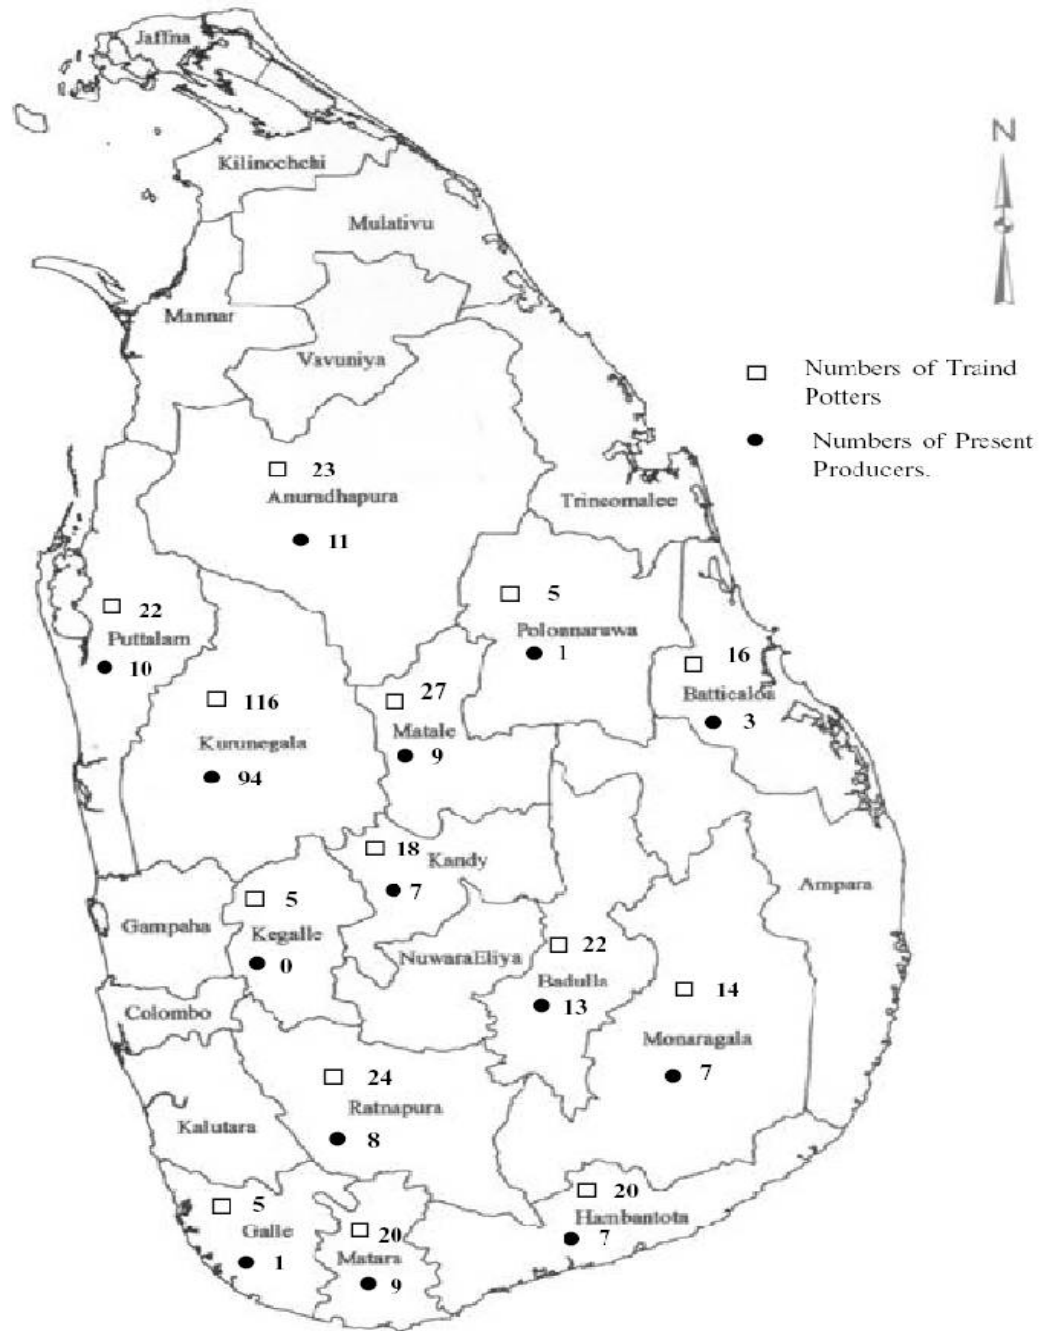 Jaffna
N
Kilinochchi
Mulativu
Mannar
Vavuniya
Numbers of Traind
Potters
Numbers of Present
Producers.
23
Anuradhapura
11
Trincomalee
22
Puttalam
10
5
Polonnaruwa
1
16
Batticaloa
3
116
Kurunegala
94
27
Matale
9
18
Kandy
7
Ampara
5
Kegalle
0
Gampaha
NuwaraEliya
22
Badulla
13
14
Monaragala
7
Colombo
24
Ratnapura
8
Kalutara
5
Galle
1
20
Matara
9
20
Hambantota
7